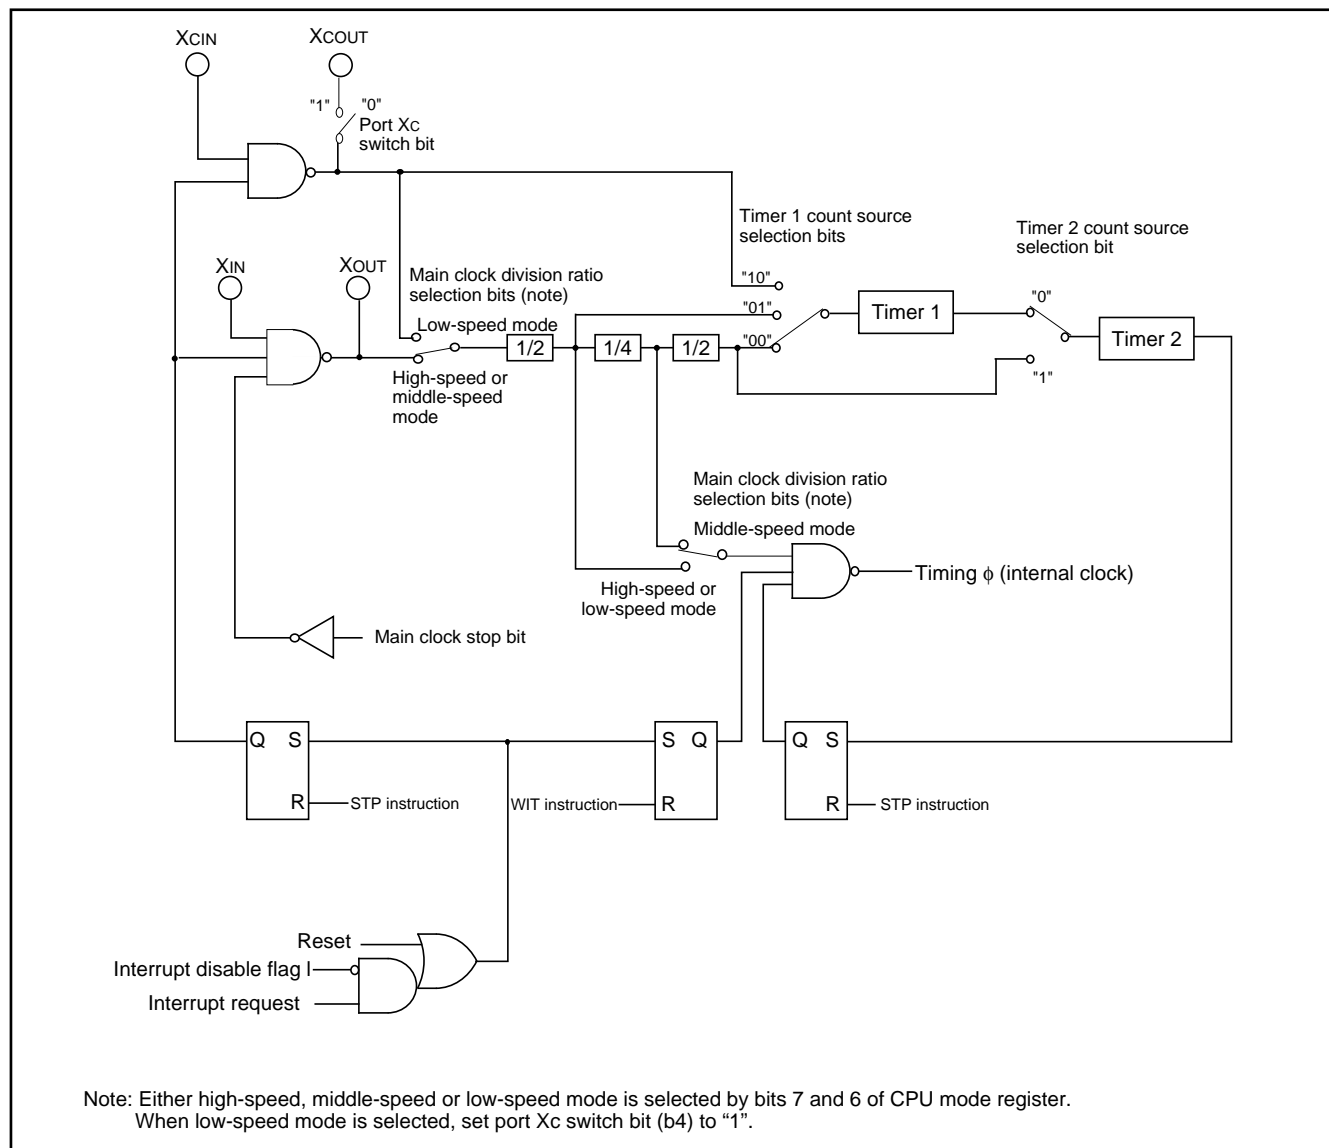 XCIN
XCOUT
"1"
"0"
Port XC
switch bit
Timer 1 count source
selection bits
Timer 2 count source
selection bit
XIN
XOUT
Main clock division ratio
selection bits (note)
Low-speed mode
"10"
"01"
"00"
1/2
1/4
1/2
Timer 1
"0"
Timer 2
"1"
High-speed or
middle-speed
mode
Main clock division ratio
selection bits (note)
Middle-speed mode
High-speed or
low-speed mode
Timing ϕ (internal clock)
Main clock stop bit
Q S
R
STP instruction
WIT instruction
S Q
R
Q S
R
STP instruction
Reset
Interrupt disable flag I
Interrupt request
Note: Either high-speed, middle-speed or low-speed mode is selected by bits 7 and 6 of CPU mode register.
When low-speed mode is selected, set port Xc switch bit (b4) to “1”.